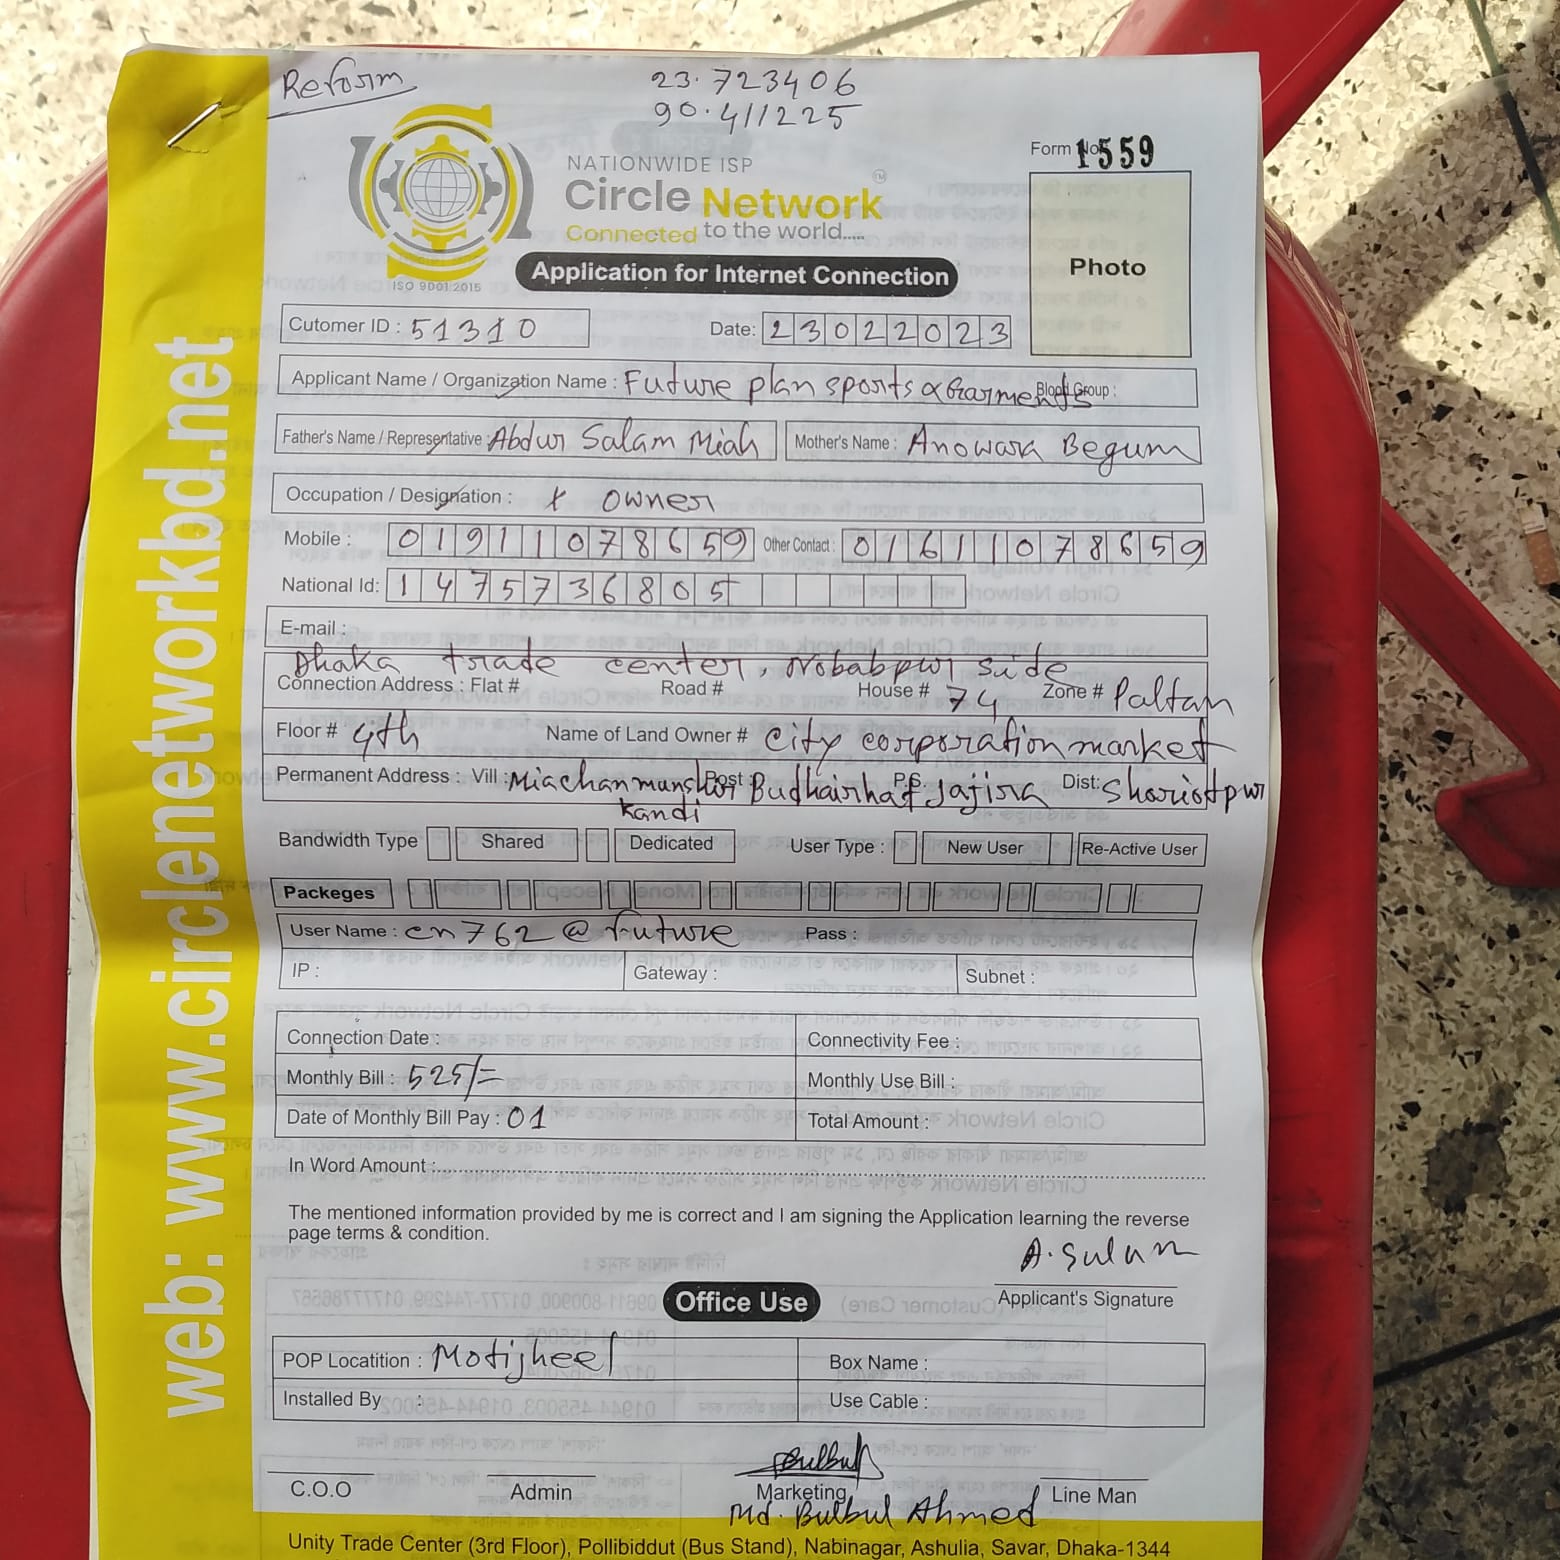 Reform
23.723406
90.411225
Form No
1559
NATIONWIDE ISP
Circle Network
TM
Connected to the world....
ISO 9001:2015
Application for Internet Connection
Photo
Cutomer ID : 51310
Date: 23022023
Applicant Name / Organization Name : Future plan sports & Garments Blood Group :
Father's Name / Representative : Abdur Salam Miah
Mother's Name : Anowara Begum
Occupation / Designation : x owner
Mobile : 01911078659
Other Contact : 01611078659
National Id: 1475736805
E-mail :
Dhaka trade center, Nobabpur side
Connection Address : Flat # Road # House # 74 Zone # Paltan
Floor # 4th Name of Land Owner # City corporation market
Permanent Address : Vill : Miachan munshir kandi Post : Budhairhat P.S. Jajira Dist: Shariotpur
Bandwidth Type Shared Dedicated User Type : New User Re-Active User
Packeges
User Name : cn762@future Pass :
IP : Gateway : Subnet :
Connection Date : Connectivity Fee :
Monthly Bill : 525/= Monthly Use Bill :
Date of Monthly Bill Pay : 01 Total Amount :
In Word Amount :
The mentioned information provided by me is correct and I am signing the Application learning the reverse
page terms & condition.
A. Sulam
Applicant's Signature
Office Use
POP Locatition : Motijheel Box Name :
Installed By : Use Cable :
Bulbul
C.O.O Admin Marketing Line Man
Md. Bulbul Ahmed
Unity Trade Center (3rd Floor), Pollibiddut (Bus Stand), Nabinagar, Ashulia, Savar, Dhaka-1344
web: www.circlenetworkbd.net